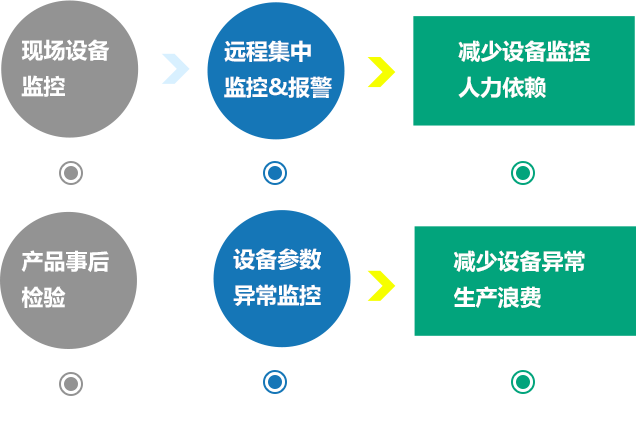 现场设备
监控
远程集中
监控&报警
减少设备监控
人力依赖
产品事后
检验
设备参数
异常监控
减少设备异常
生产浪费